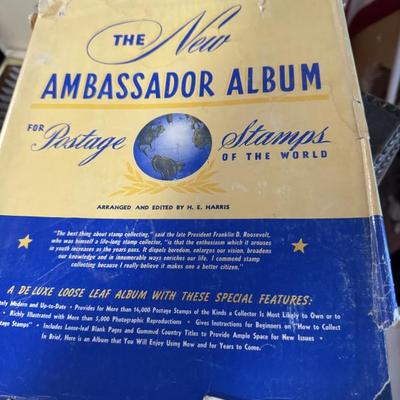 THE New
AMBASSADOR ALBUM
FOR Postage Stamps
OF THE WORLD
ARRANGED AND EDITED BY H. E. HARRIS
"The best thing about stamp collecting," said the late President Franklin D. Roosevelt,
who was himself a life-long stamp collector, "is that the enthusiasm which it arouses
in youth increases as the years pass. It dispels boredom, enlarges our vision, broadens
our knowledge and in innumerable ways enriches our life. I commend stamp
collecting because I really believe it makes one a better citizen."
A DE LUXE LOOSE LEAF ALBUM WITH THESE SPECIAL FEATURES:
Modern and Up-to-Date • Provides for More than 14,000 Postage Stamps of the Kinds a Collector Is Most Likely to Own or to
• Richly Illustrated with More than 5,000 Photographic Reproductions • Gives Instructions for Beginners on "How to Collect
Stamps" • Includes Loose-leaf Blank Pages and Gummed Country Titles to Provide Ample Space for New Issues •
In Brief, Here is an Album that You Will Enjoy Using Now and for Years to Come.